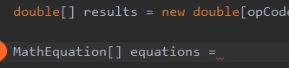 double[] results = new double[opCode
MathEquation[] equations =